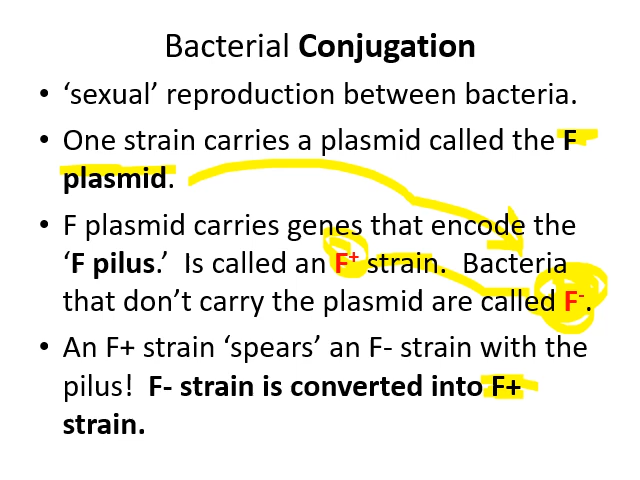 Bacterial Conjugation
• ‘sexual’ reproduction between bacteria.
• One strain carries a plasmid called the F
plasmid.
• F plasmid carries genes that encode the
‘F pilus.’ Is called an F⁺ strain. Bacteria
that don’t carry the plasmid are called F⁻.
• An F+ strain ‘spears’ an F- strain with the
pilus! F- strain is converted into F+
strain.